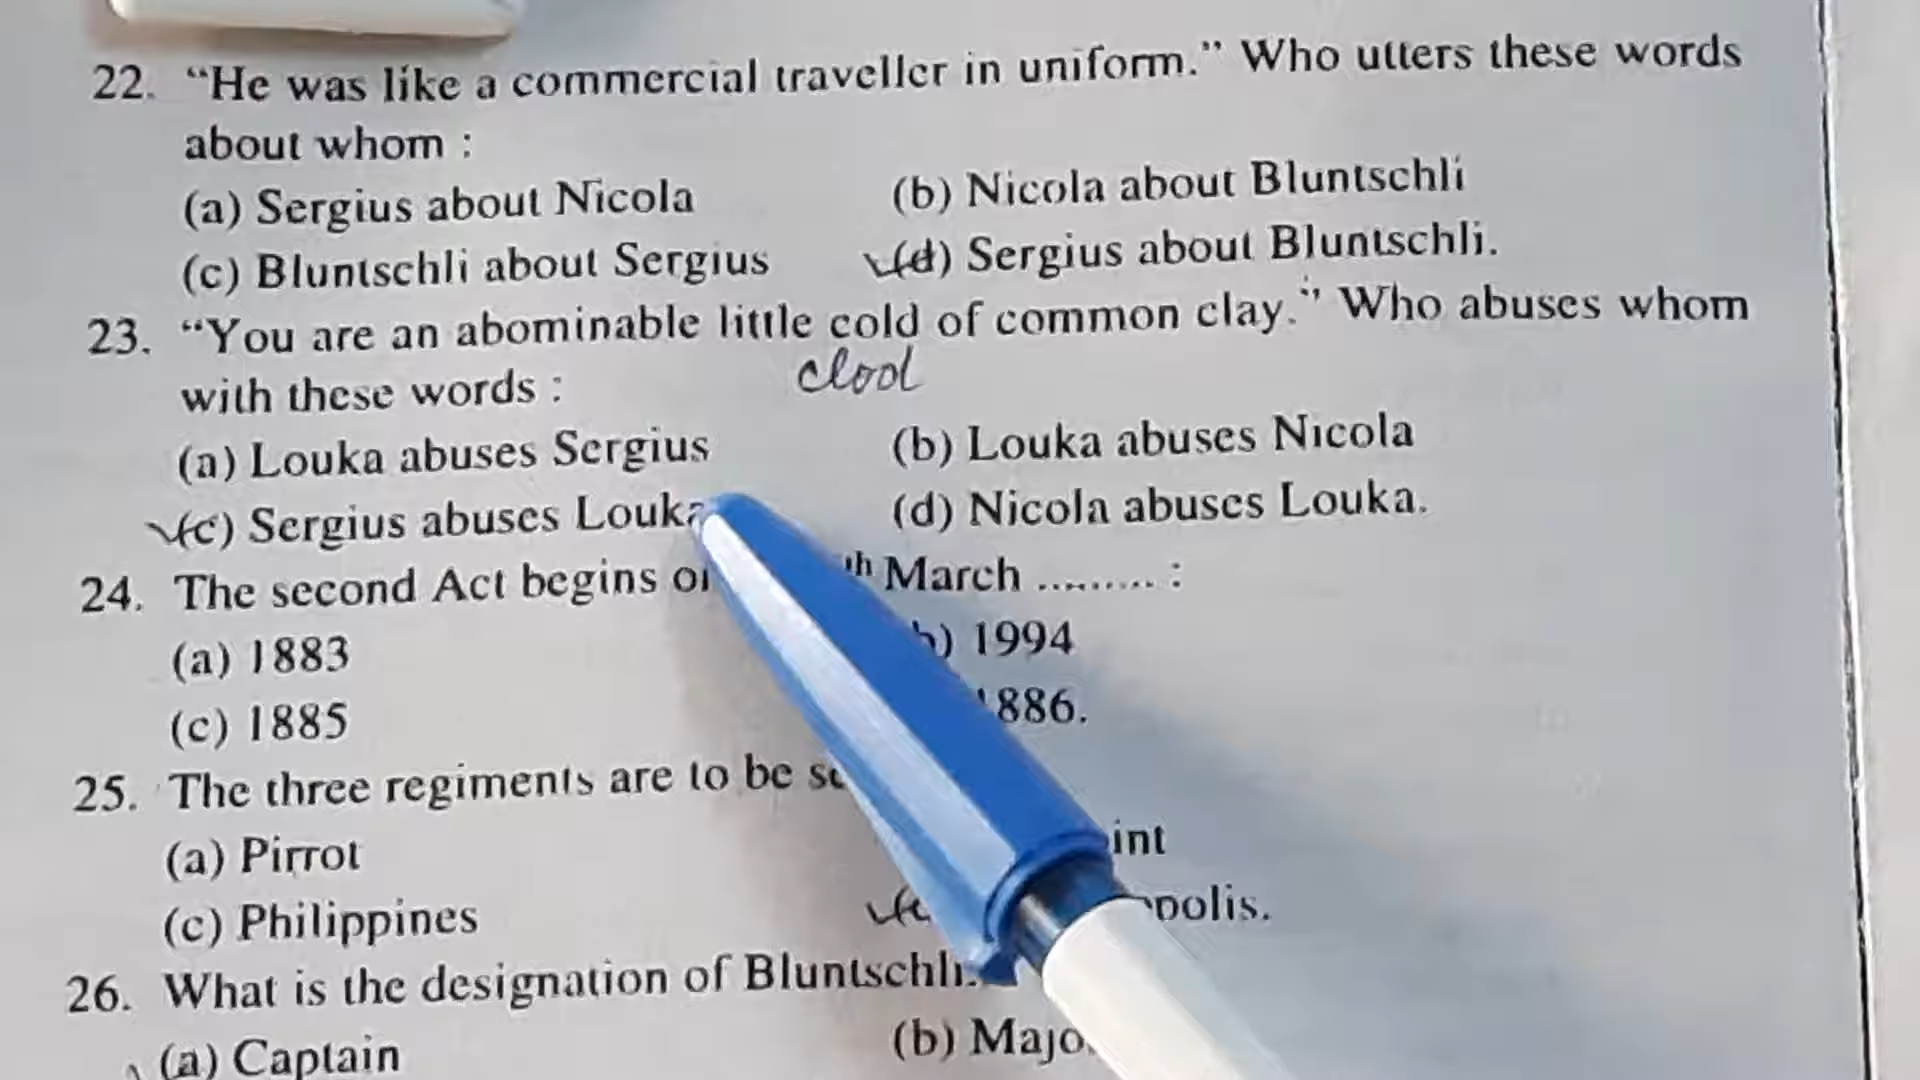 22. “He was like a commercial traveller in uniform.” Who utters these words
about whom :
(a) Sergius about Nicola (b) Nicola about Bluntschli
(c) Bluntschli about Sergius (d) Sergius about Bluntschli.
23. “You are an abominable little cold of common clay.” Who abuses whom
clod
with these words :
(a) Louka abuses Sergius (b) Louka abuses Nicola
(c) Sergius abuses Louka (d) Nicola abuses Louka.
24. The second Act begins March ......... :
(a) 1883 1994
(c) 1885 1886.
25. The three regiments are to be
(a) Pirrot
(c) Philippines
26. What is the designation of Bluntschli.
(a) Captain (b)